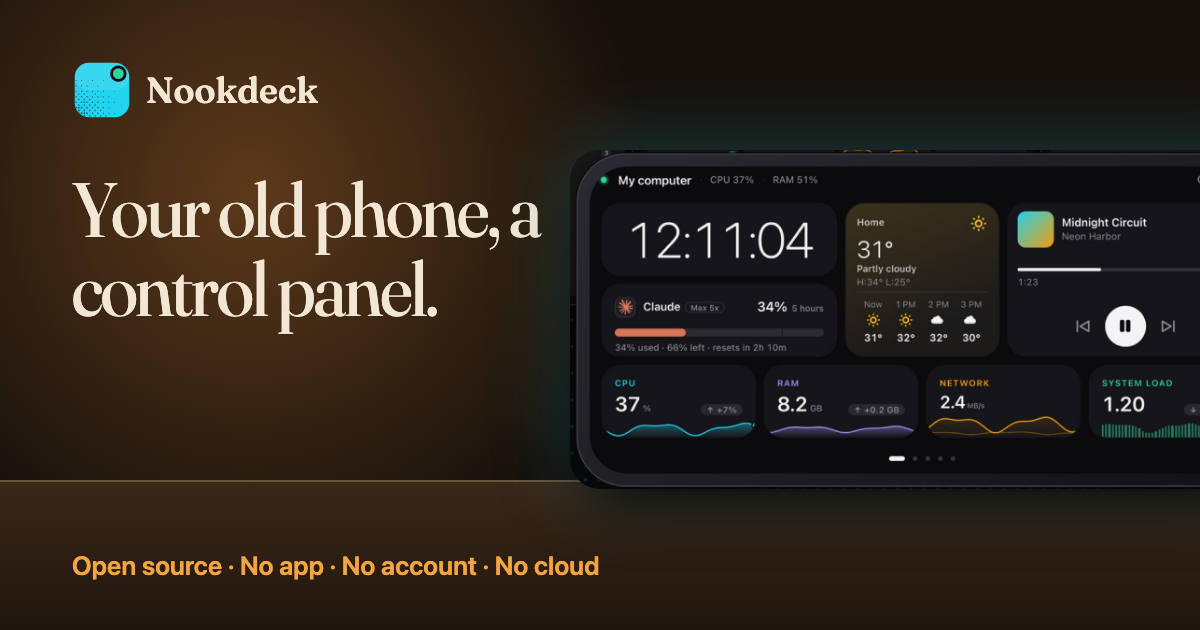 Nookdeck
Your old phone, a
control panel.
My computer · CPU 37% · RAM 51%
12:11:04
Claude Max 5x 34% 5 hours
34% used · 66% left · resets in 2h 10m
Home
31°
Partly cloudy
H:34° L:25°
Now 1 PM 2 PM 3 PM
31° 32° 32° 30°
Midnight Circuit
Neon Harbor
1:23
CPU
37 %
↑ +7%
RAM
8.2 GB
↑ +0.2 GB
NETWORK
2.4 MB/s
SYSTEM LOAD
1.20
↓
Open source · No app · No account · No cloud